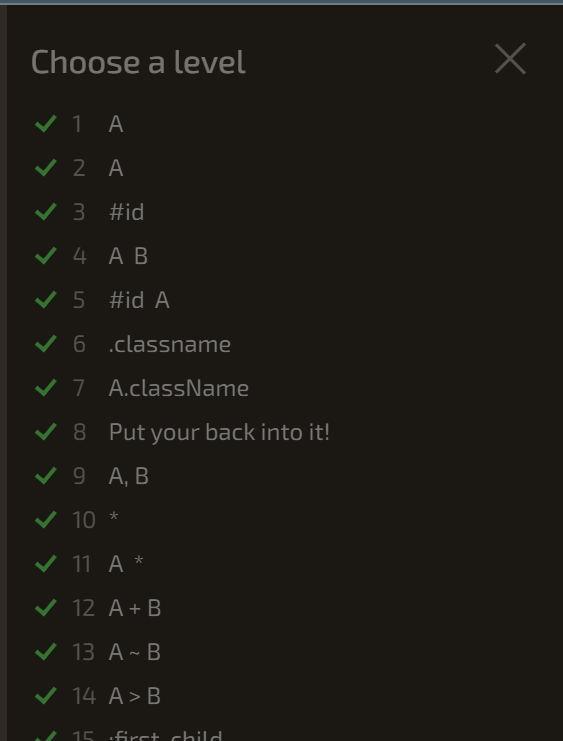 Choose a level
1 A
2 A
3 #id
4 A B
5 #id A
6 .classname
7 A.className
8 Put your back into it!
9 A, B
10 *
11 A *
12 A + B
13 A ~ B
14 A > B
15 :first-child